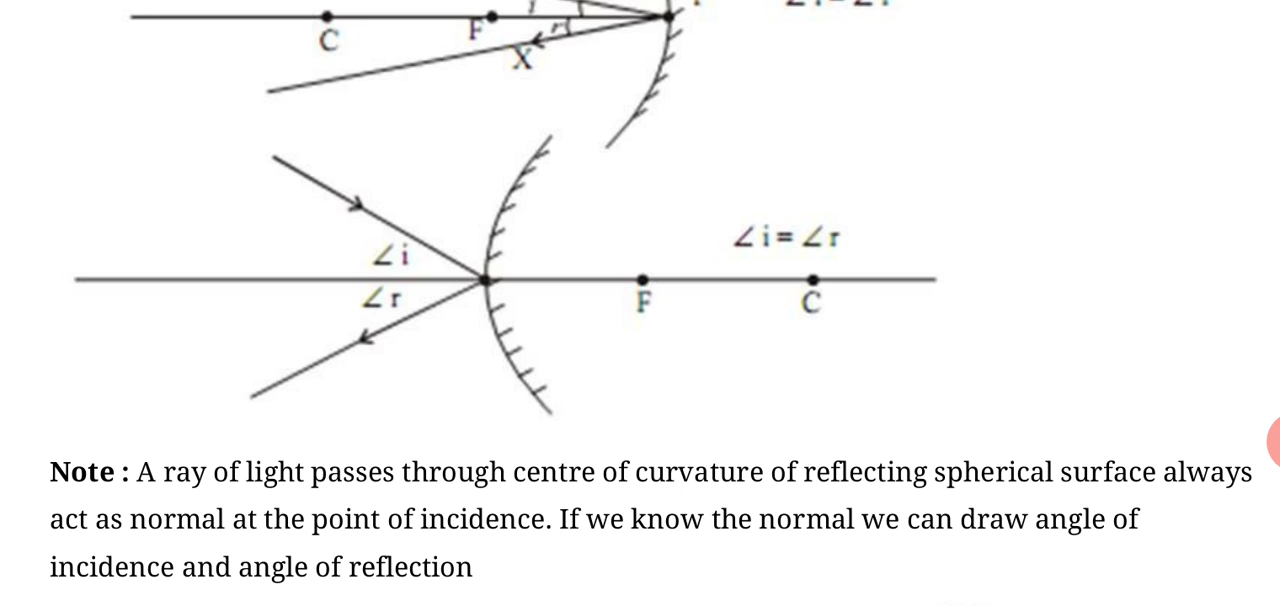 i
F
r
C
X
∠i = ∠r
∠i
∠r
F
C
Note : A ray of light passes through centre of curvature of reflecting spherical surface always
act as normal at the point of incidence. If we know the normal we can draw angle of
incidence and angle of reflection